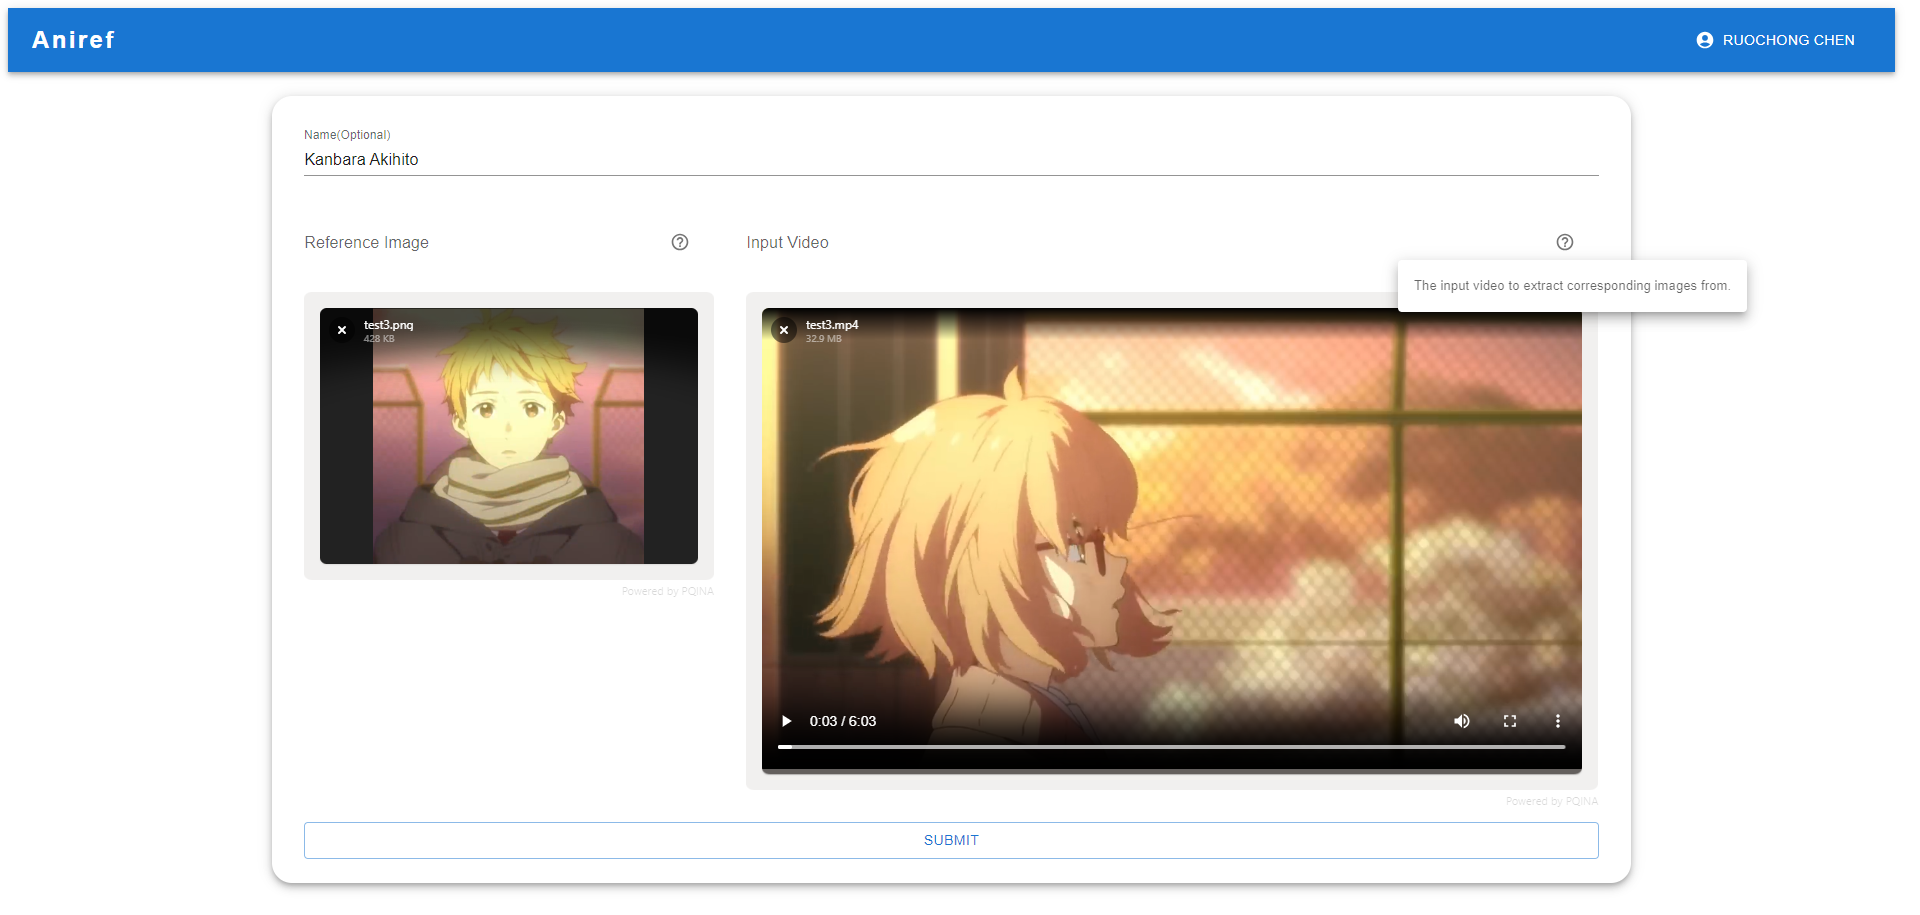 Aniref
RUOCHONG CHEN
Name(Optional)
Kanbara Akihito
Reference Image
Input Video
The input video to extract corresponding images from.
test3.png
428 KB
test3.mp4
32.9 MB
0:03 / 6:03
Powered by PQINA
Powered by PQINA
SUBMIT